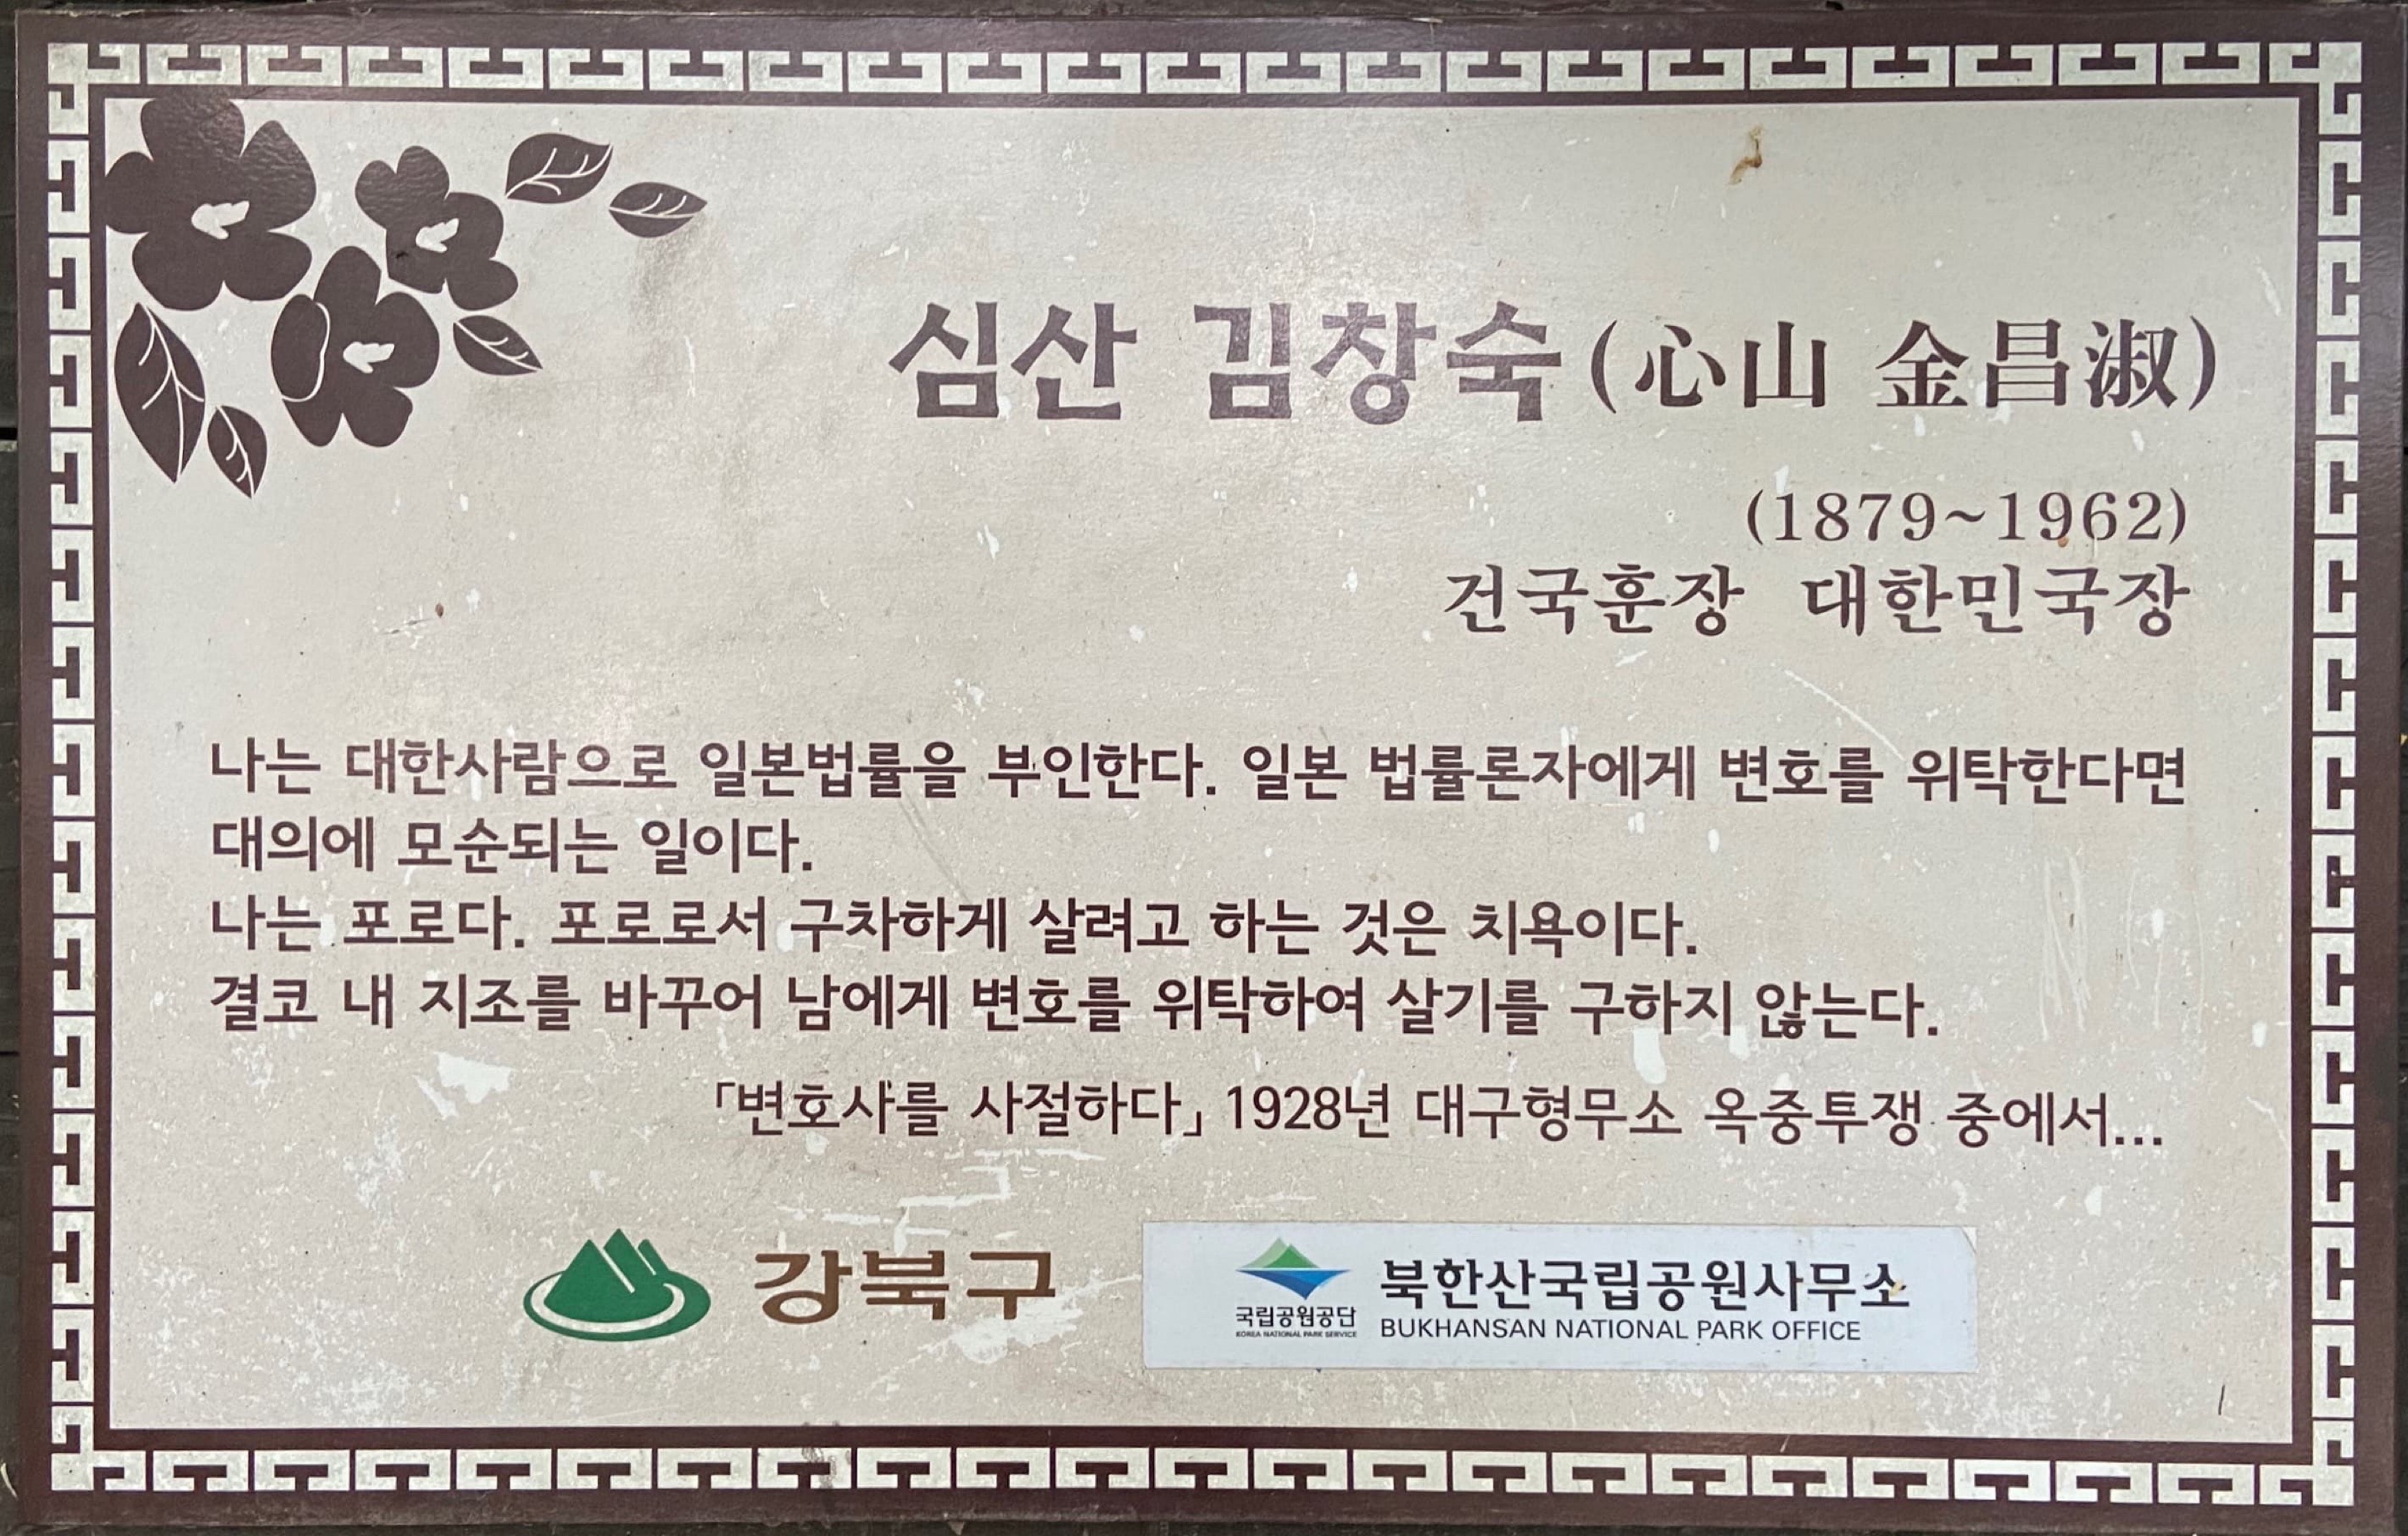 심산 김창숙(心山 金昌淑)
(1879~1962)
건국훈장 대한민국장
나는 대한사람으로 일본법률을 부인한다. 일본 법률론자에게 변호를 위탁한다면
대의에 모순되는 일이다.
나는 포로다. 포로로서 구차하게 살려고 하는 것은 치욕이다.
결코 내 지조를 바꾸어 남에게 변호를 위탁하여 살기를 구하지 않는다.
「변호사를 사절하다」 1928년 대구형무소 옥중투쟁 중에서...
강북구
국립공원공단
KOREA NATIONAL PARK SERVICE
북한산국립공원사무소
BUKHANSAN NATIONAL PARK OFFICE